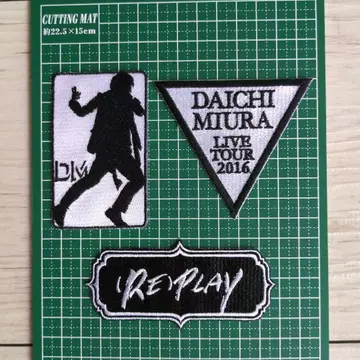 CUTTING MAT
約22.5×15cm
DM
DAICHI
MIURA
LIVE
TOUR
2016
(RE)PLAY